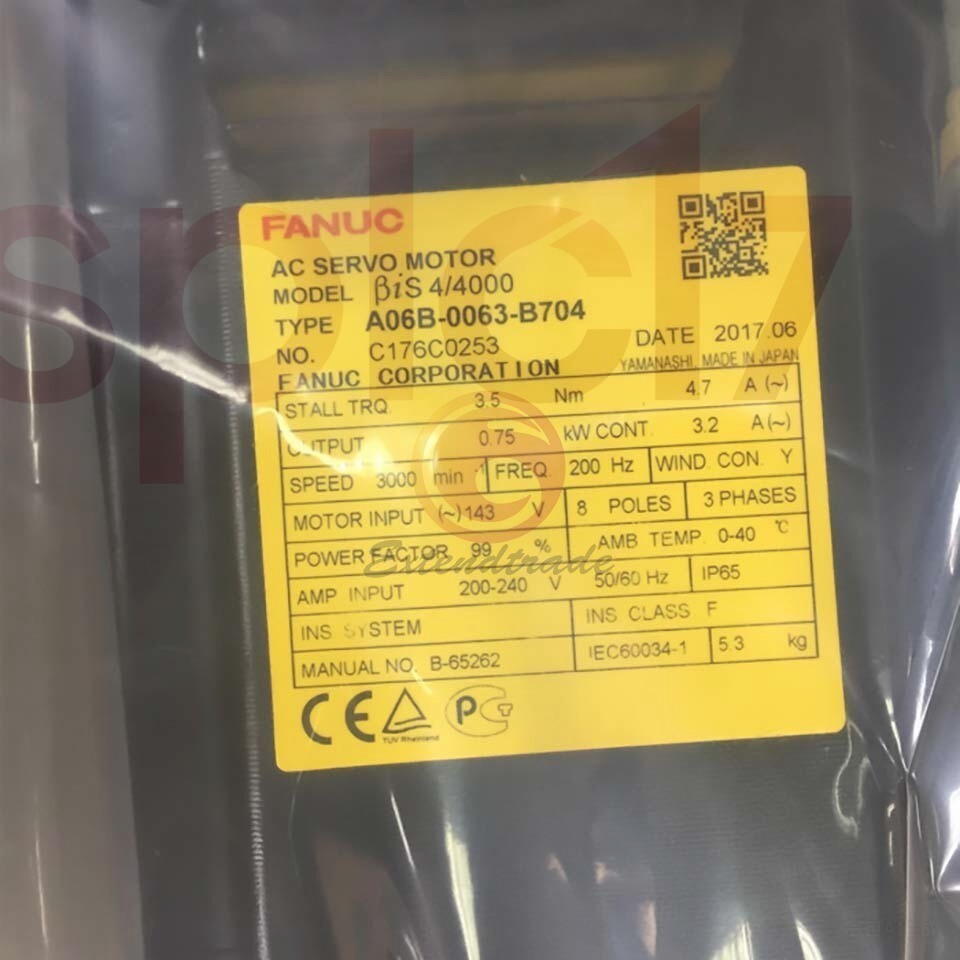 FANUC
AC SERVO MOTOR
MODEL βiS 4/4000
TYPE A06B-0063-B704
NO. C176C0253 DATE 2017.06
FANUC CORPORATION YAMANASHI, MADE IN JAPAN
STALL TRQ. 3.5 Nm 4.7 A (~)
OUTPUT 0.75 kW CONT. 3.2 A (~)
SPEED 3000 min -1 FREQ. 200 Hz WIND. CON. Y
MOTOR INPUT (~) 143 V 8 POLES 3 PHASES
POWER FACTOR 99 % AMB TEMP. 0-40 ℃
AMP INPUT 200-240 V 50/60 Hz IP65
INS SYSTEM INS. CLASS F
MANUAL NO. B-65262 IEC60034-1 5.3 kg
CE TÜV Rheinland PCT
splc17
Extendtrade